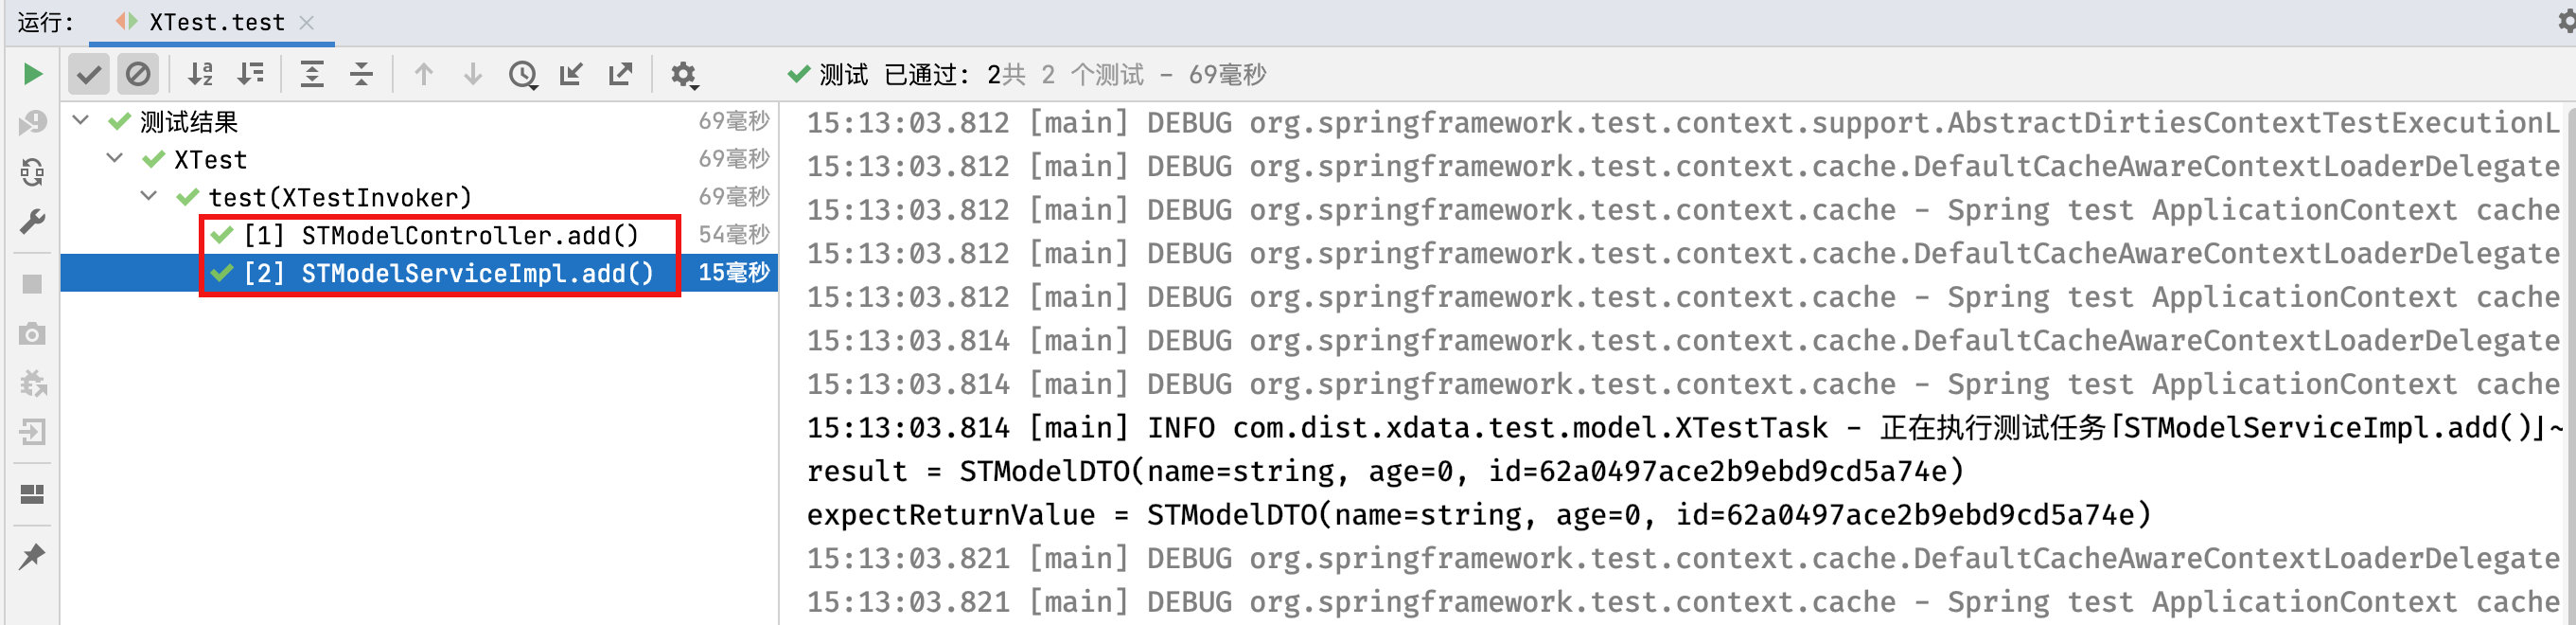 运行: XTest.test
测试 已通过: 2共 2 个测试 – 69毫秒
测试结果 69毫秒
XTest 69毫秒
test(XTestInvoker) 69毫秒
[1] STModelController.add() 54毫秒
[2] STModelServiceImpl.add() 15毫秒
15:13:03.812 [main] DEBUG org.springframework.test.context.support.AbstractDirtiesContextTestExecutionL
15:13:03.812 [main] DEBUG org.springframework.test.context.cache.DefaultCacheAwareContextLoaderDelegate
15:13:03.812 [main] DEBUG org.springframework.test.context.cache - Spring test ApplicationContext cache
15:13:03.812 [main] DEBUG org.springframework.test.context.cache.DefaultCacheAwareContextLoaderDelegate
15:13:03.812 [main] DEBUG org.springframework.test.context.cache - Spring test ApplicationContext cache
15:13:03.814 [main] DEBUG org.springframework.test.context.cache.DefaultCacheAwareContextLoaderDelegate
15:13:03.814 [main] DEBUG org.springframework.test.context.cache - Spring test ApplicationContext cache
15:13:03.814 [main] INFO com.dist.xdata.test.model.XTestTask - 正在执行测试任务「STModelServiceImpl.add()」~
result = STModelDTO(name=string, age=0, id=62a0497ace2b9ebd9cd5a74e)
expectReturnValue = STModelDTO(name=string, age=0, id=62a0497ace2b9ebd9cd5a74e)
15:13:03.821 [main] DEBUG org.springframework.test.context.cache.DefaultCacheAwareContextLoaderDelegate
15:13:03.821 [main] DEBUG org.springframework.test.context.cache - Spring test ApplicationContext cache